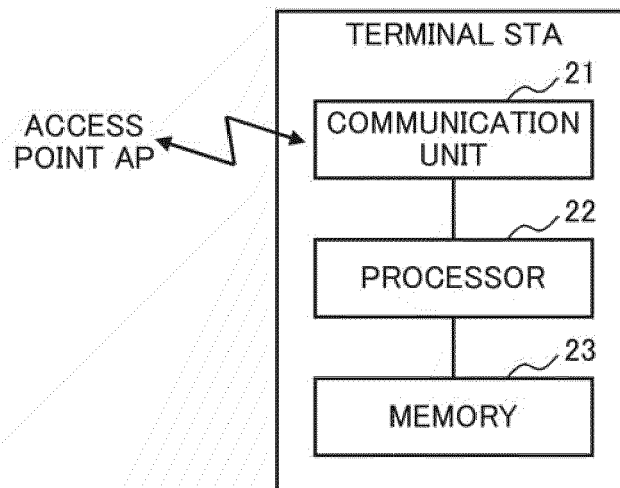 TERMINAL STA
21
COMMUNICATION
UNIT
ACCESS
POINT AP
22
PROCESSOR
23
MEMORY